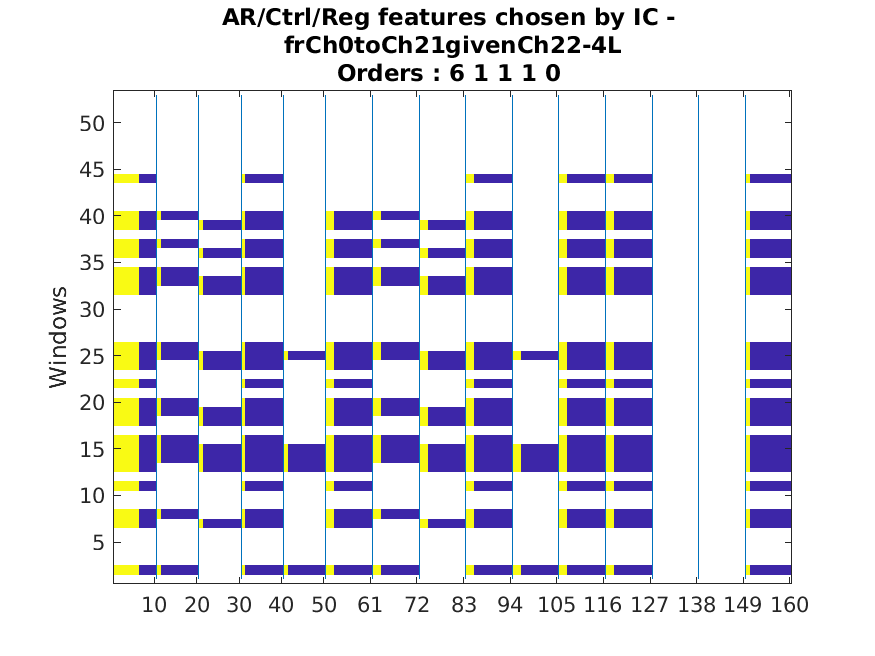 AR/Ctrl/Reg features chosen by IC -
frCh0toCh21givenCh22-4L
Orders : 6 1 1 1 0
50
45
40
35
30
25
20
15
10
5
Windows
10 20 30 40 50 61 72 83 94 105 116 127 138 149 160